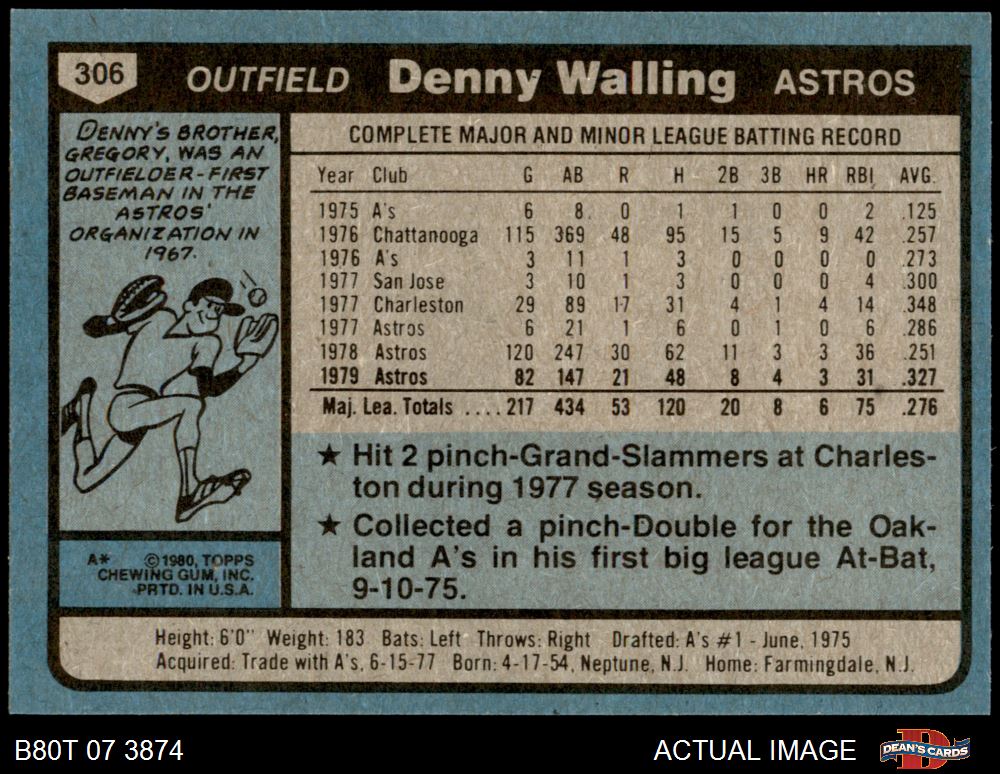 306 OUTFIELD Denny Walling ASTROS
DENNY'S BROTHER,
GREGORY, WAS AN
OUTFIELDER-FIRST
BASEMAN IN THE
ASTROS'
ORGANIZATION IN
1967.
COMPLETE MAJOR AND MINOR LEAGUE BATTING RECORD
Year Club G AB R H 2B 3B HR RBI AVG.
1975 A's 6 8 0 1 1 0 0 2 .125
1976 Chattanooga 115 369 48 95 15 5 9 42 .257
1976 A's 3 11 1 3 0 0 0 0 .273
1977 San Jose 3 10 1 3 0 0 0 4 .300
1977 Charleston 29 89 17 31 4 1 4 14 .348
1977 Astros 6 21 1 6 0 1 0 6 .286
1978 Astros 120 247 30 62 11 3 3 36 .251
1979 Astros 82 147 21 48 8 4 3 31 .327
Maj. Lea. Totals ....217 434 53 120 20 8 6 75 .276
★ Hit 2 pinch-Grand-Slammers at Charles-
ton during 1977 season.
★ Collected a pinch-Double for the Oak-
land A's in his first big league At-Bat,
9-10-75.
A* ©1980, TOPPS
CHEWING GUM, INC.
PRTD. IN U.S.A.
Height: 6'0" Weight: 183 Bats: Left Throws: Right Drafted: A's #1 - June, 1975
Acquired: Trade with A's, 6-15-77 Born: 4-17-54, Neptune, N.J. Home: Farmingdale, N.J.
B80T 07 3874 ACTUAL IMAGE DEAN'S CARDS